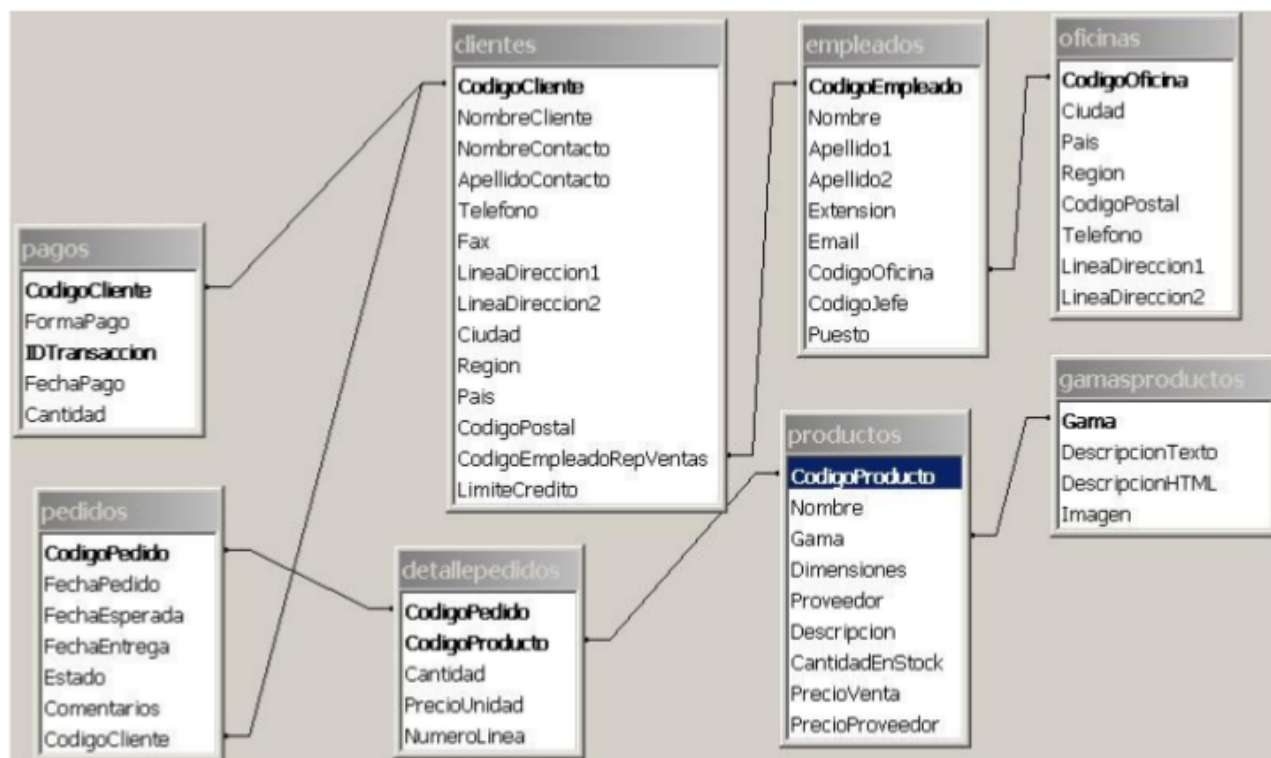 clientes
CodigoCliente
NombreCliente
NombreContacto
ApellidoContacto
Telefono
Fax
LineaDireccion1
LineaDireccion2
Ciudad
Region
Pais
CodigoPostal
CodigoEmpleadoRepVentas
LimiteCredito
empleados
CodigoEmpleado
Nombre
Apellido1
Apellido2
Extension
Email
CodigoOficina
CodigoJefe
Puesto
oficinas
CodigoOficina
Ciudad
Pais
Region
CodigoPostal
Telefono
LineaDireccion1
LineaDireccion2
pagos
CodigoCliente
FormaPago
IDTransaccion
FechaPago
Cantidad
gamasproductos
Gama
DescripcionTexto
DescripcionHTML
Imagen
productos
CodigoProducto
Nombre
Gama
Dimensiones
Proveedor
Descripcion
CantidadEnStock
PrecioVenta
PrecioProveedor
pedidos
CodigoPedido
FechaPedido
FechaEsperada
FechaEntrega
Estado
Comentarios
CodigoCliente
detallepedidos
CodigoPedido
CodigoProducto
Cantidad
PrecioUnidad
NumeroLinea